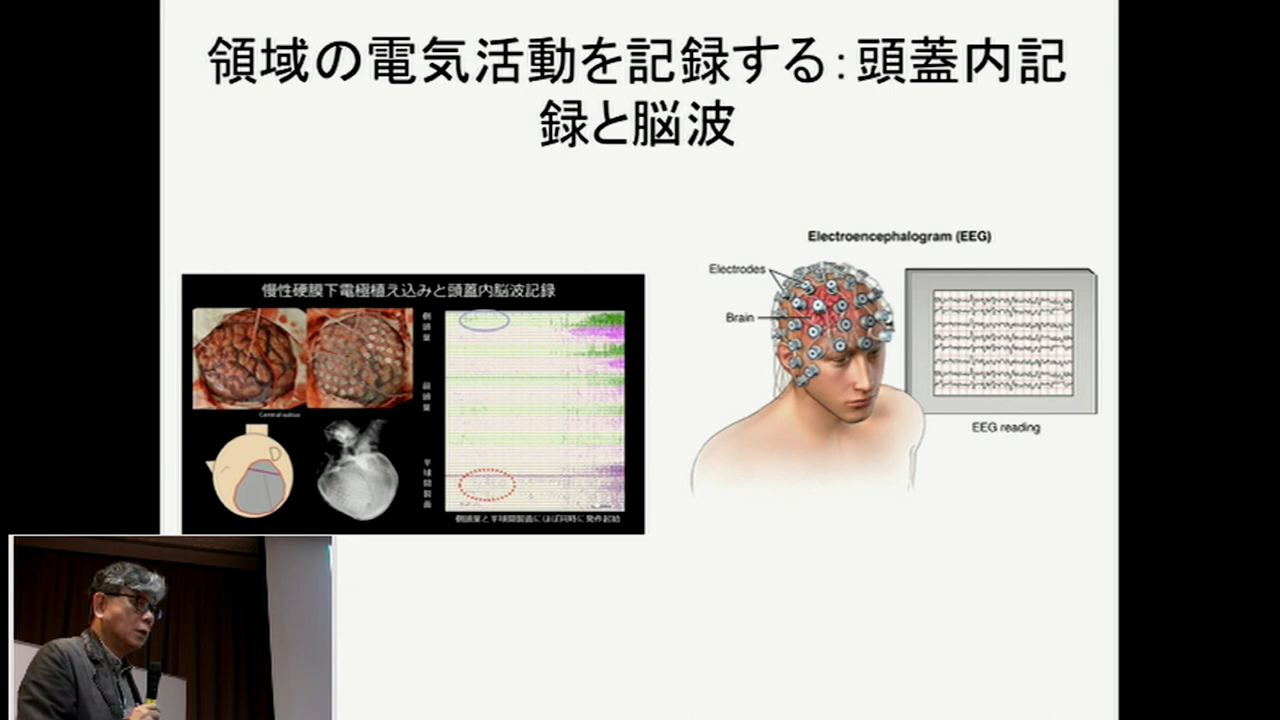 領域の電気活動を記録する：頭蓋内記
録と脳波
慢性硬膜下電極植え込みと頭蓋内脳波記録
側頭葉
前頭葉
半球間裂面
Central sulcus
側頭葉と半球間裂面にほぼ同時に発作起始
Electroencephalogram (EEG)
Electrodes
Brain
EEG reading